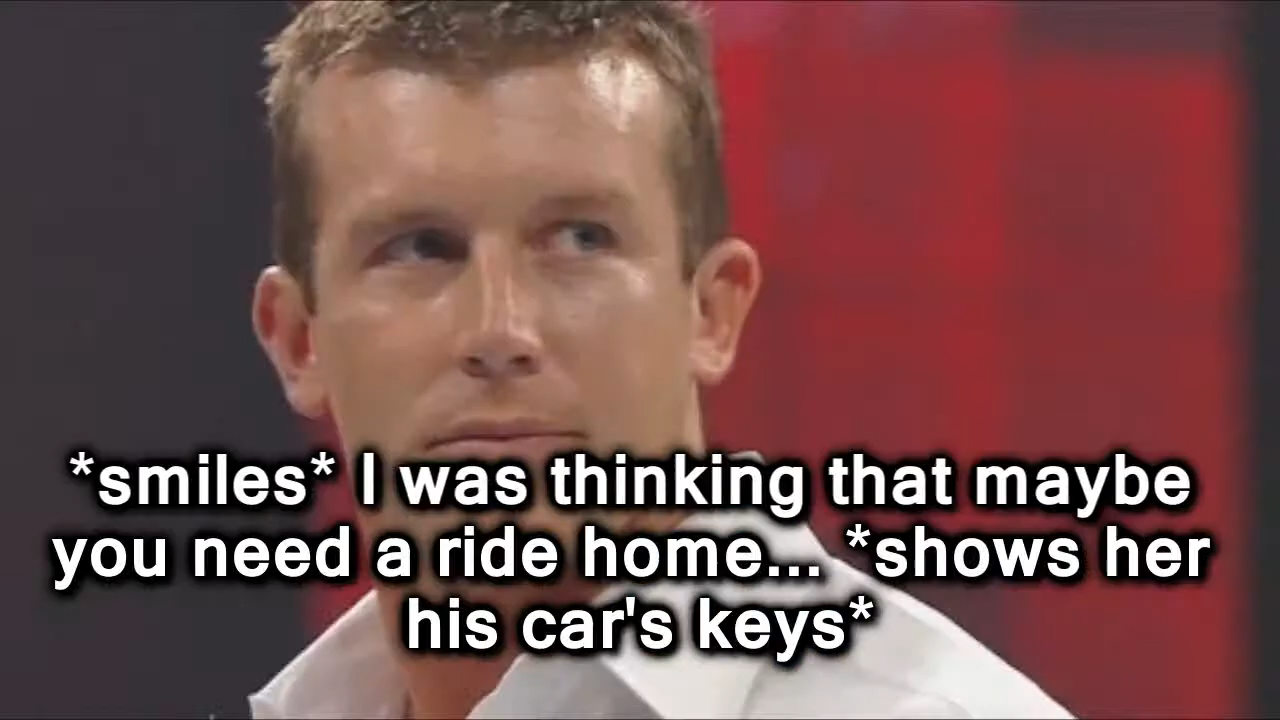 *smiles* I was thinking that maybe
you need a ride home... *shows her
his car's keys*